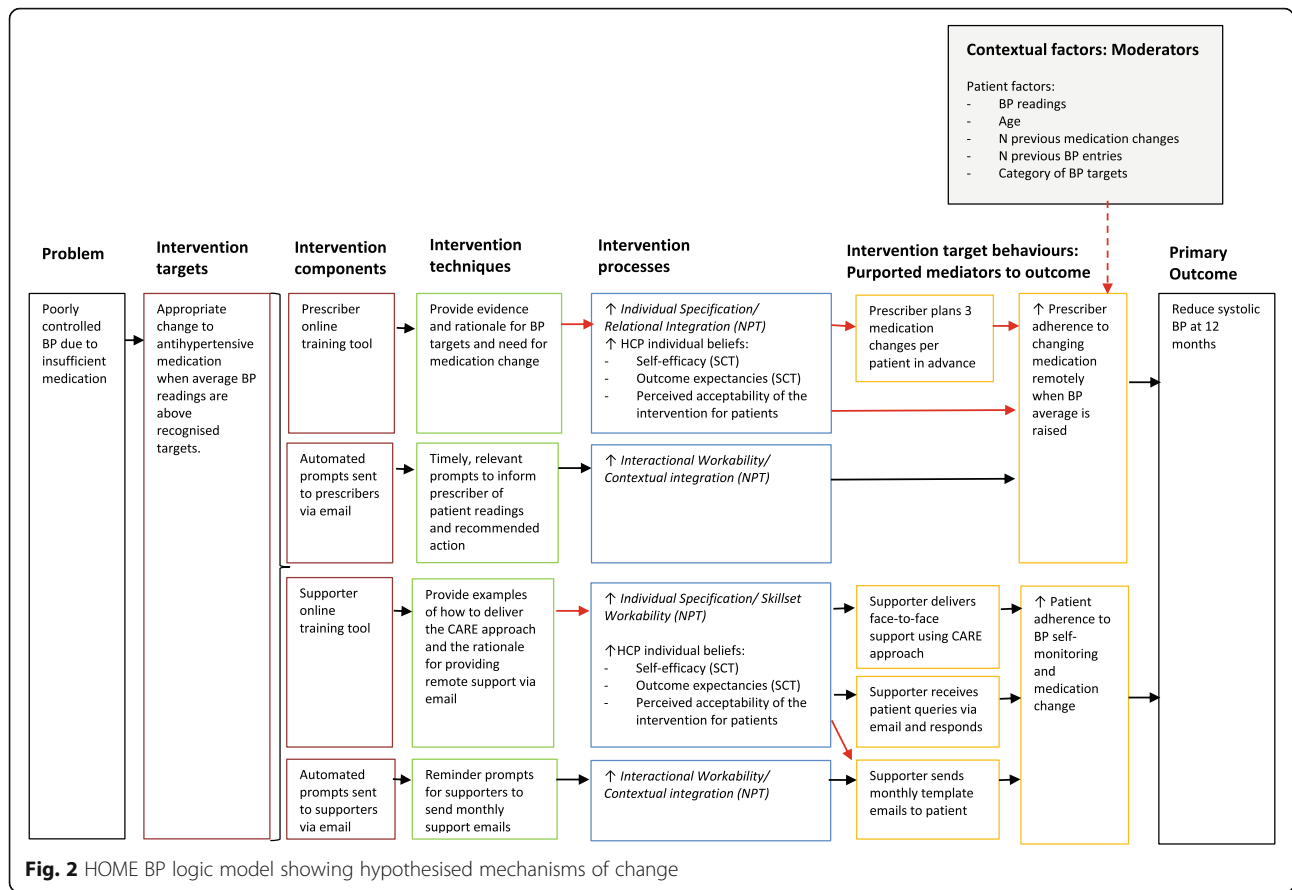 Contextual factors: Moderators
Patient factors:
- BP readings
- Age
- N previous medication changes
- N previous BP entries
- Category of BP targets
Problem
Intervention
targets
Intervention
components
Intervention
techniques
Intervention
processes
Intervention target behaviours:
Purported mediators to outcome
Primary
Outcome
Poorly
controlled
BP due to
insufficient
medication
Appropriate
change to
antihypertensive
medication
when average BP
readings are
above
recognised
targets.
Prescriber
online
training tool
Provide evidence
and rationale for BP
targets and need for
medication change
↑ Individual Specification/
Relational Integration (NPT)
↑ HCP individual beliefs:
- Self-efficacy (SCT)
- Outcome expectancies (SCT)
- Perceived acceptability of the
intervention for patients
Prescriber plans 3
medication
changes per
patient in advance
↑ Prescriber
adherence to
changing
medication
remotely
when BP
average is
raised
Reduce systolic
BP at 12
months
Automated
prompts sent
to prescribers
via email
Timely, relevant
prompts to inform
prescriber of
patient readings
and recommended
action
↑ Interactional Workability/
Contextual integration (NPT)
Supporter
online
training tool
Provide examples
of how to deliver
the CARE approach
and the rationale
for providing
remote support via
email
↑ Individual Specification/ Skillset
Workability (NPT)
↑HCP individual beliefs:
- Self-efficacy (SCT)
- Outcome expectancies (SCT)
- Perceived acceptability of the
intervention for patients
Supporter delivers
face-to-face
support using CARE
approach
Supporter receives
patient queries via
email and responds
↑ Patient
adherence to
BP self-
monitoring
and
medication
change
Automated
prompts sent
to supporters
via email
Reminder prompts
for supporters to
send monthly
support emails
↑ Interactional Workability/
Contextual integration (NPT)
Supporter sends
monthly template
emails to patient
Fig. 2 HOME BP logic model showing hypothesised mechanisms of change